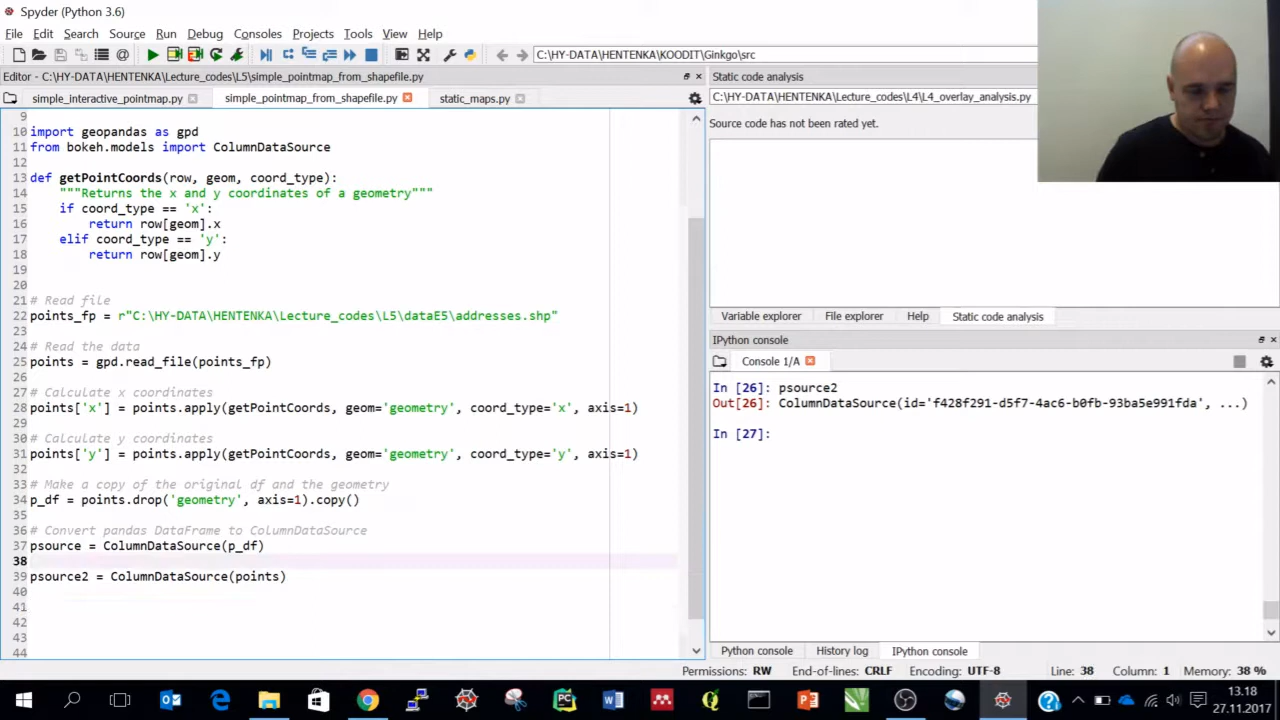 Spyder (Python 3.6)
File Edit Search Source Run Debug Consoles Projects Tools View Help
C:\HY-DATA\HENTENKA\KOODIT\Ginkgo\src
Editor - C:\HY-DATA\HENTENKA\Lecture_codes\L5\simple_pointmap_from_shapefile.py
simple_interactive_pointmap.py simple_pointmap_from_shapefile.py static_maps.py
9
10 import geopandas as gpd
11 from bokeh.models import ColumnDataSource
12
13 def getPointCoords(row, geom, coord_type):
14 """Returns the x and y coordinates of a geometry"""
15 if coord_type == 'x':
16 return row[geom].x
17 elif coord_type == 'y':
18 return row[geom].y
19
20
21 # Read file
22 points_fp = r"C:\HY-DATA\HENTENKA\Lecture_codes\L5\dataE5\addresses.shp"
23
24 # Read the data
25 points = gpd.read_file(points_fp)
26
27 # Calculate x coordinates
28 points['x'] = points.apply(getPointCoords, geom='geometry', coord_type='x', axis=1)
29
30 # Calculate y coordinates
31 points['y'] = points.apply(getPointCoords, geom='geometry', coord_type='y', axis=1)
32
33 # Make a copy of the original df and the geometry
34 p_df = points.drop('geometry', axis=1).copy()
35
36 # Convert pandas DataFrame to ColumnDataSource
37 psource = ColumnDataSource(p_df)
38
39 psource2 = ColumnDataSource(points)
40
41
42
43
44
Static code analysis
C:\HY-DATA\HENTENKA\Lecture_codes\L4\L4_overlay_analysis.py
Source code has not been rated yet.
Variable explorer File explorer Help Static code analysis
IPython console
Console 1/A
In [26]: psource2
Out[26]: ColumnDataSource(id='f428f291-d5f7-4ac6-b0fb-93ba5e991fda', ...)
In [27]:
Python console History log IPython console
Permissions: RW End-of-lines: CRLF Encoding: UTF-8 Line: 38 Column: 1 Memory: 38 %
13.18
27.11.2017